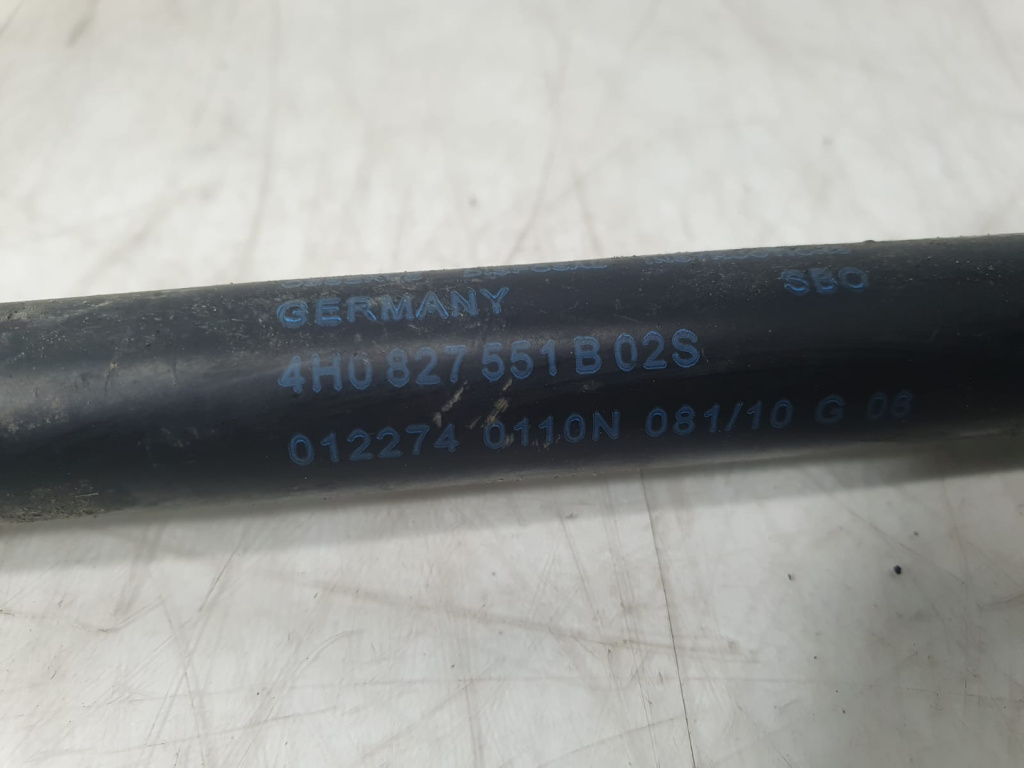 GERMANY SEO
4H0 827 551 B 02S
012274 0110N 081/10 G 08